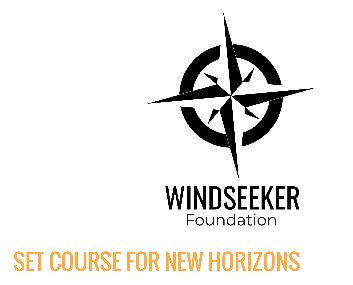 WINDSEEKER
Foundation
SET COURSE FOR NEW HORIZONS